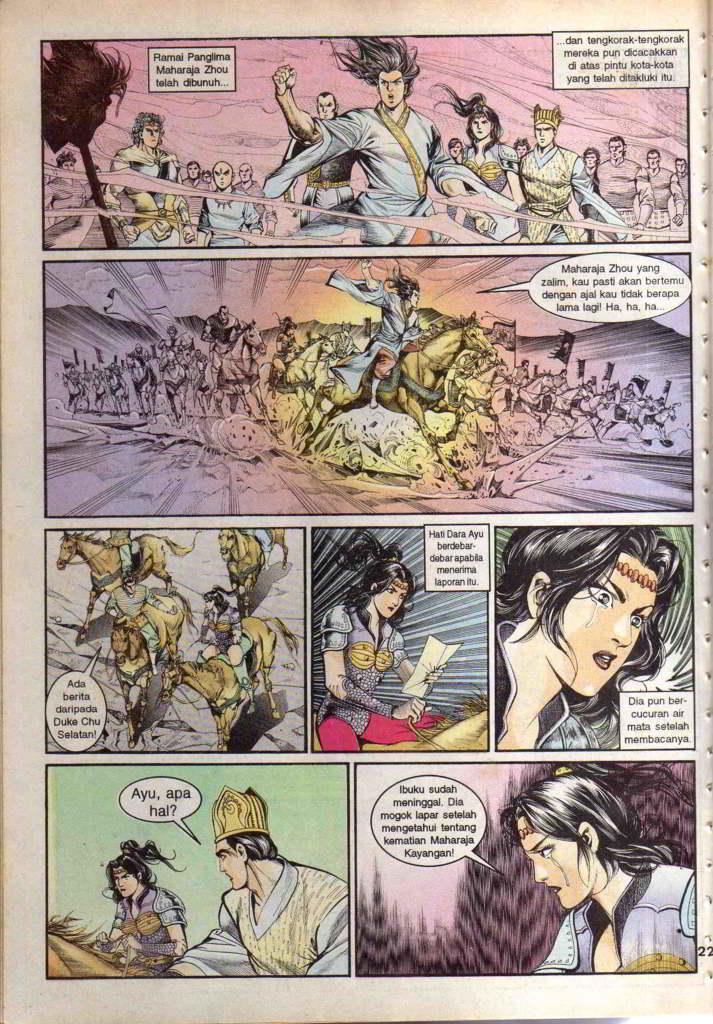 Ramai Panglima
Maharaja Zhou
telah dibunuh...
...dan tengkorak-tengkorak
mereka pun dicacakkan
di atas pintu kota-kota
yang telah ditakluki itu.
Maharaja Zhou yang
zalim, kau pasti akan bertemu
dengan ajal kau tidak berapa
lama lagi! Ha, ha, ha...
Ada
berita
daripada
Duke Chu
Selatan!
Hati Dara Ayu
berdebar-
debar apabila
menerima
laporan itu.
Dia pun ber-
cucuran air
mata setelah
membacanya.
Ayu, apa
hal?
Ibuku sudah
meninggal. Dia
mogok lapar setelah
mengetahui tentang
kematian Maharaja
Kayangan!
22